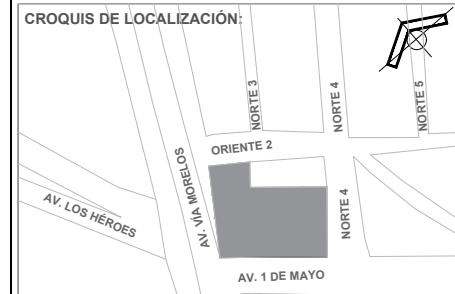 CROQUIS DE LOCALIZACIÓN:
NORTE 3
NORTE 4
NORTE 5
ORIENTE 2
AV. VÍA MORELOS
AV. LOS HÉROES
NORTE 4
AV. 1 DE MAYO